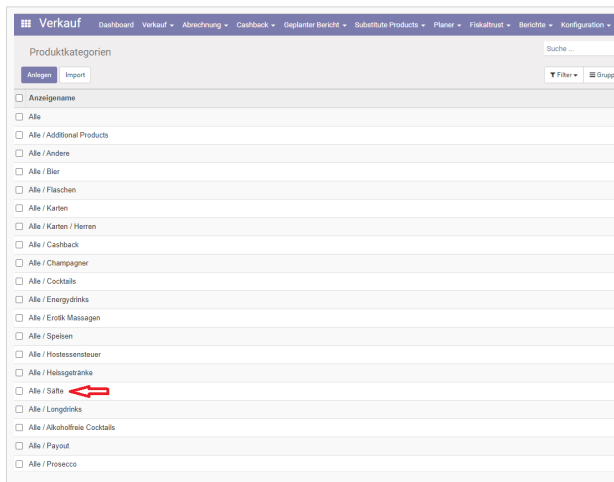 Verkauf Dashboard Verkauf Abrechnung Cashback Geplanter Bericht Substitute Products Planer Fiskaltrust Berichte Konfiguration
Produktkategorien Suche ...
Anlegen Import Filter Grupp
Anzeigename
Alle
Alle / Additional Products
Alle / Andere
Alle / Bier
Alle / Flaschen
Alle / Karten
Alle / Karten / Herren
Alle / Cashback
Alle / Champagner
Alle / Cocktails
Alle / Energydrinks
Alle / Erotik Massagen
Alle / Speisen
Alle / Hostessensteuer
Alle / Heissgetränke
Alle / Säfte
Alle / Longdrinks
Alle / Alkoholfreie Cocktails
Alle / Payout
Alle / Prosecco